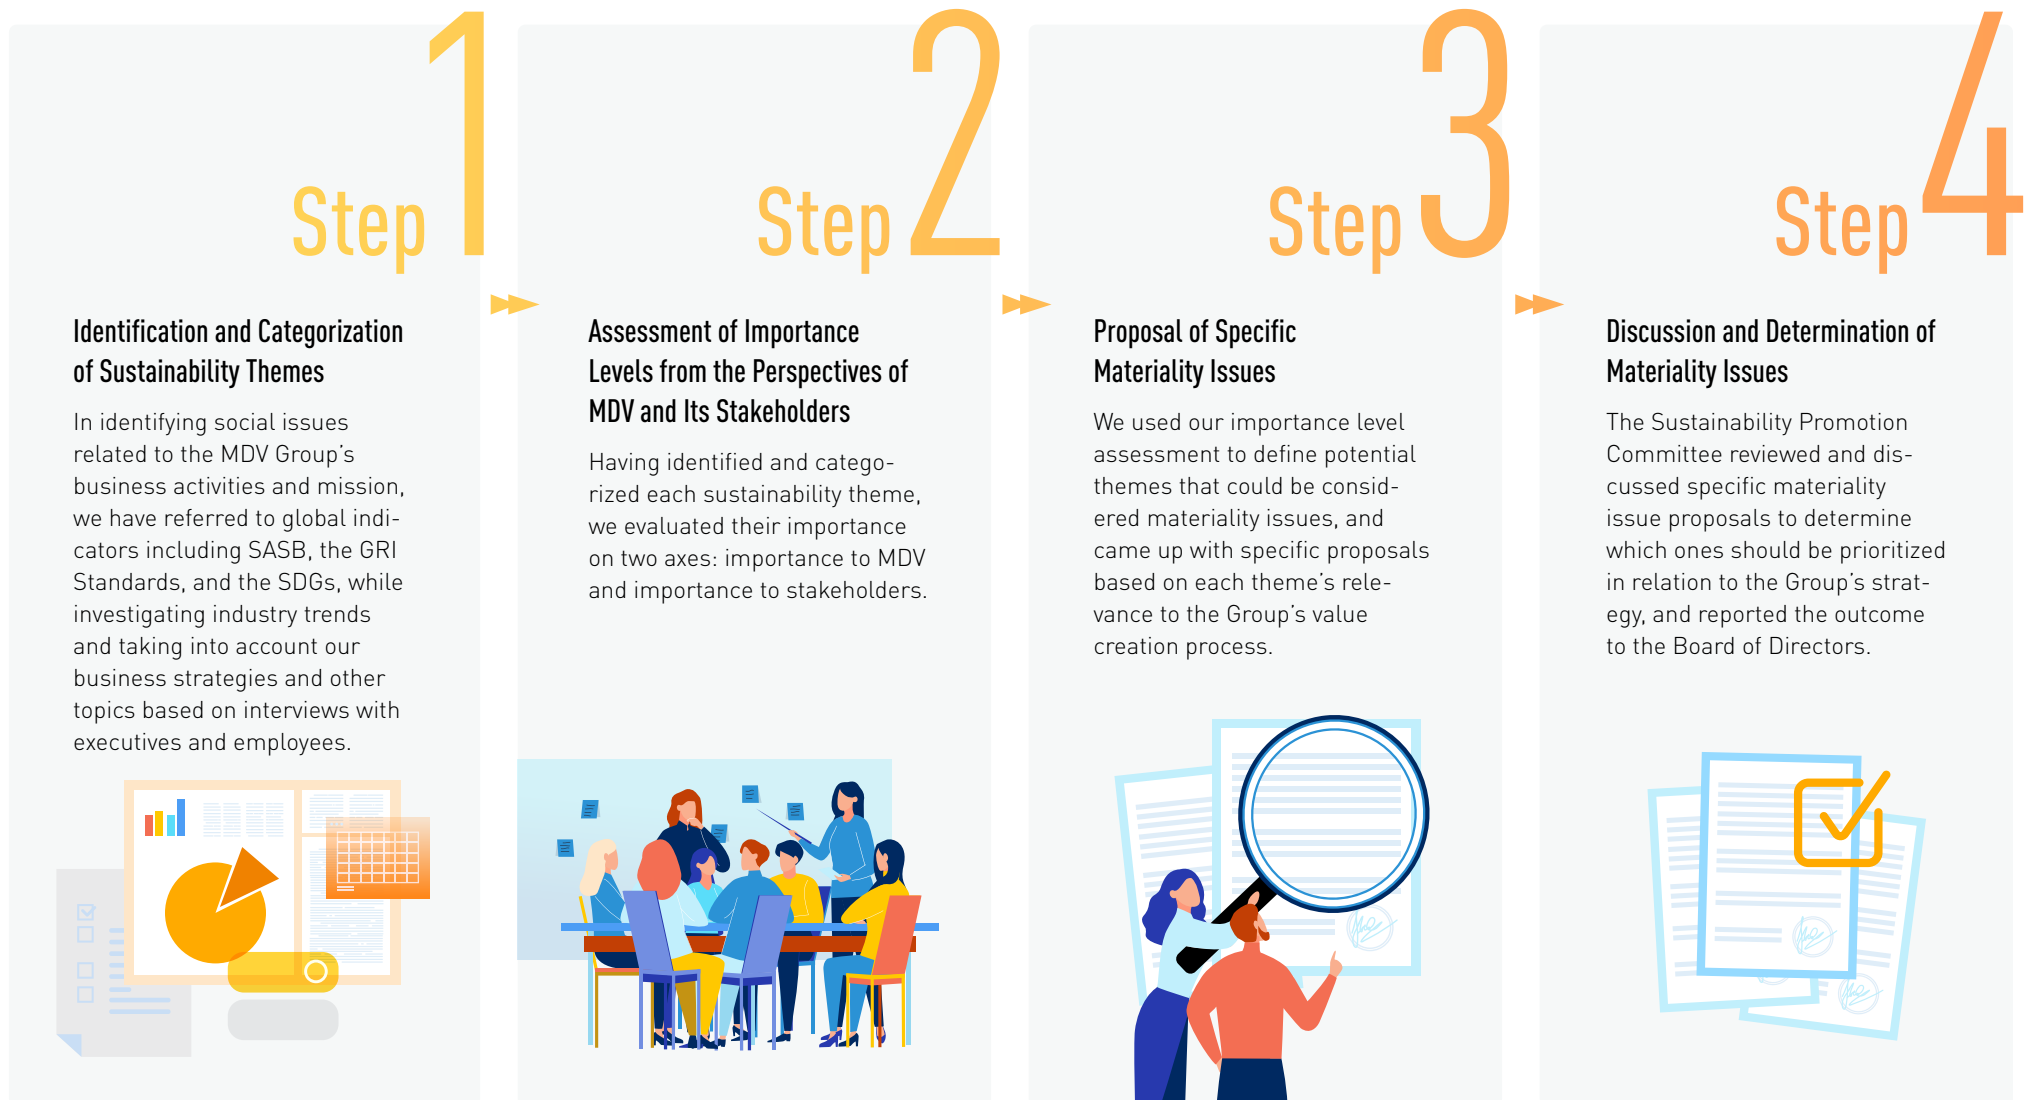 Step 1
Identification and Categorization
of Sustainability Themes
In identifying social issues
related to the MDV Group’s
business activities and mission,
we have referred to global indi-
cators including SASB, the GRI
Standards, and the SDGs, while
investigating industry trends
and taking into account our
business strategies and other
topics based on interviews with
executives and employees.
Step 2
Assessment of Importance
Levels from the Perspectives of
MDV and Its Stakeholders
Having identified and catego-
rized each sustainability theme,
we evaluated their importance
on two axes: importance to MDV
and importance to stakeholders.
Step 3
Proposal of Specific
Materiality Issues
We used our importance level
assessment to define potential
themes that could be consid-
ered materiality issues, and
came up with specific proposals
based on each theme’s rele-
vance to the Group’s value
creation process.
Step 4
Discussion and Determination of
Materiality Issues
The Sustainability Promotion
Committee reviewed and dis-
cussed specific materiality
issue proposals to determine
which ones should be prioritized
in relation to the Group’s strat-
egy, and reported the outcome
to the Board of Directors.